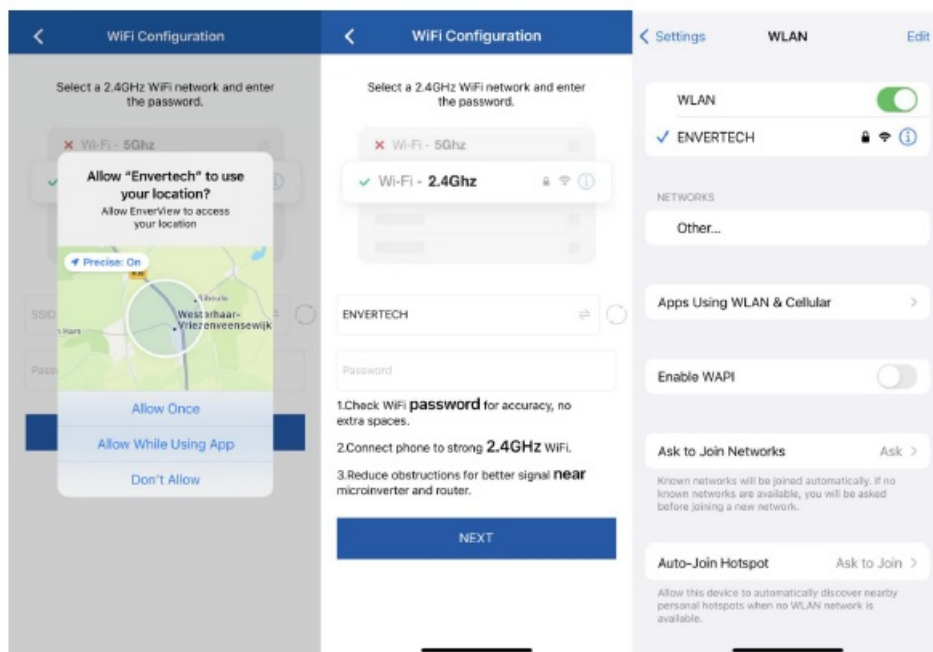 WiFi Configuration
Select a 2.4GHz WiFi network and enter
the password.
Wi-Fi - 5Ghz
Allow “Envertech” to use
your location?
Allow EnverView to access
your location
Precise: On
Sibculo
Westerhaar-
Vriezenveensewijk
n Ham
SSID
Pass
Allow Once
Allow While Using App
Don’t Allow
WiFi Configuration
Select a 2.4GHz WiFi network and enter
the password.
Wi-Fi - 5Ghz
Wi-Fi - 2.4Ghz
ENVERTECH
Password
1.Check WiFi password for accuracy, no
extra spaces.
2.Connect phone to strong 2.4GHz WiFi.
3.Reduce obstructions for better signal near
microinverter and router.
NEXT
Settings
WLAN
Edit
WLAN
ENVERTECH
NETWORKS
Other...
Apps Using WLAN & Cellular
Enable WAPI
Ask to Join Networks
Ask
Known networks will be joined automatically. If no
known networks are available, you will be asked
before joining a new network.
Auto-Join Hotspot
Ask to Join
Allow this device to automatically discover nearby
personal hotspots when no WLAN network is
available.